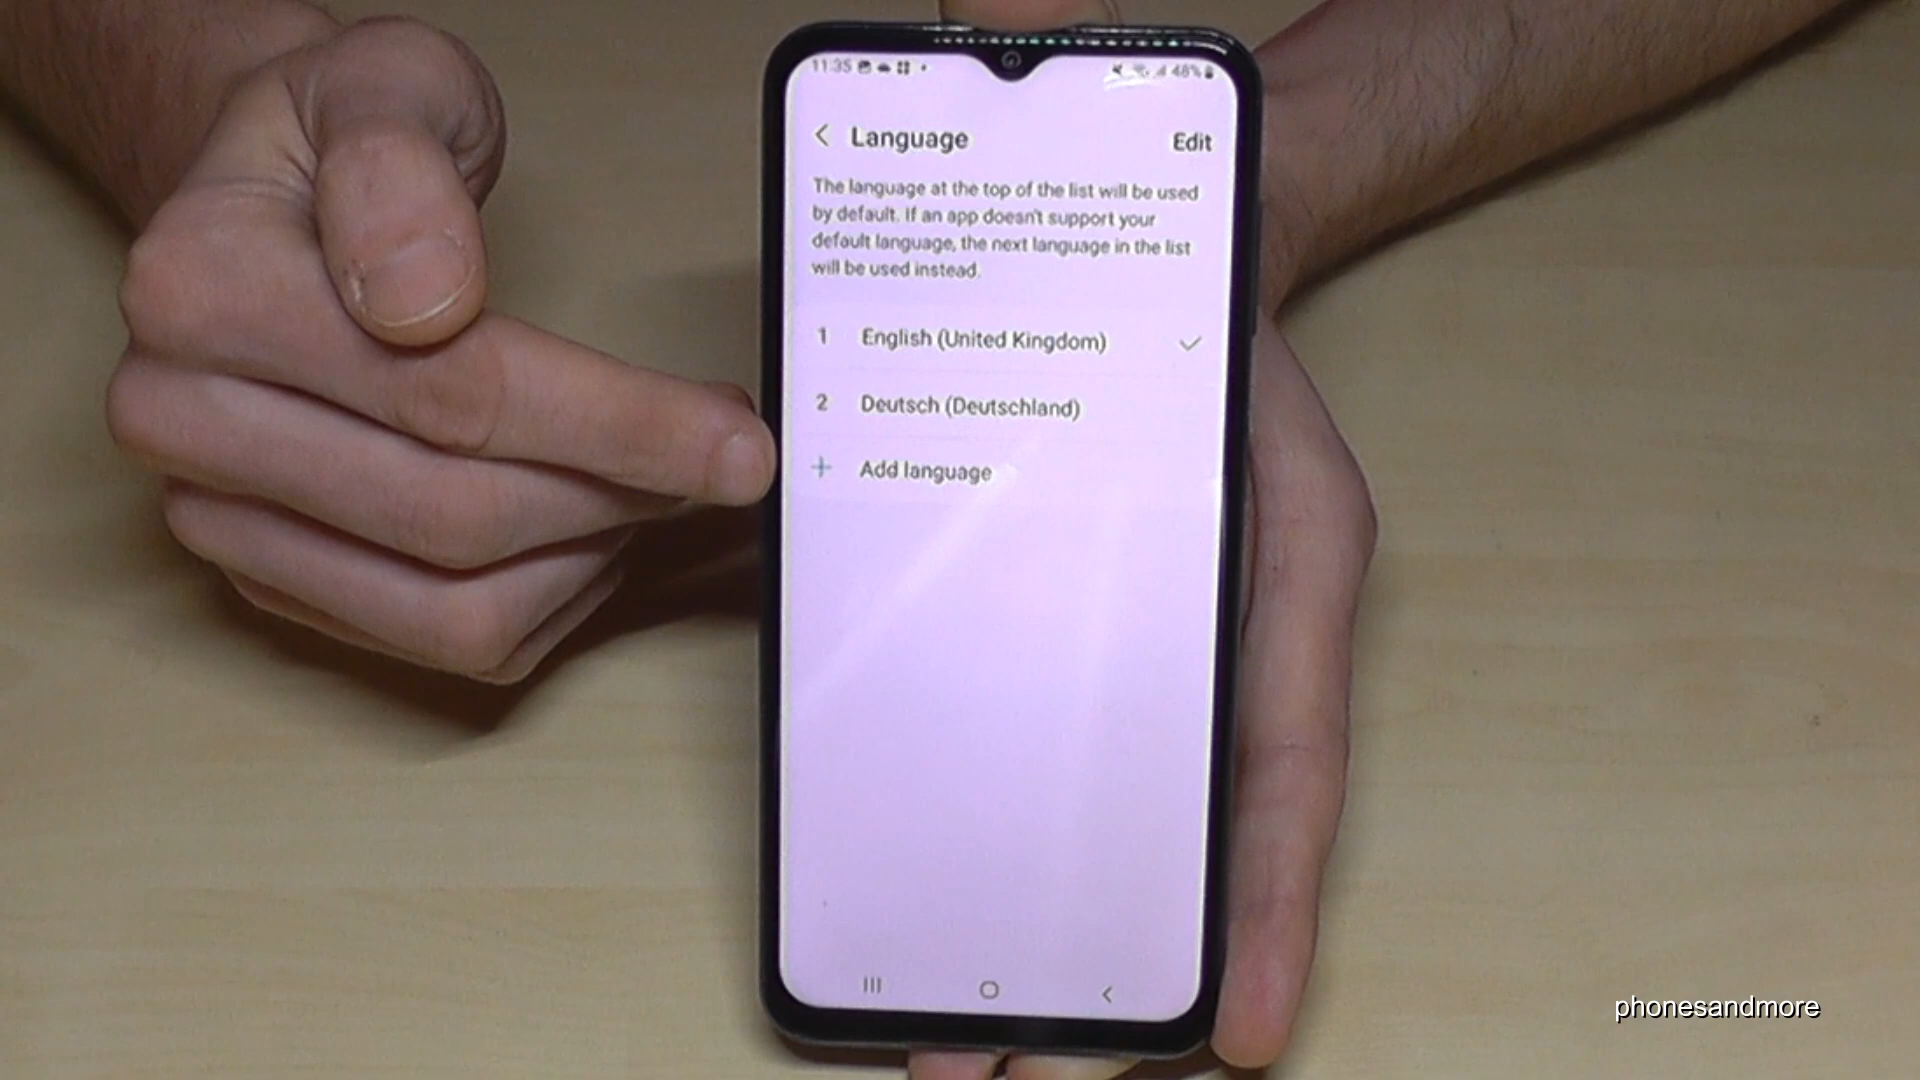 11:35 48%
Language Edit
The language at the top of the list will be used
by default. If an app doesn't support your
default language, the next language in the list
will be used instead.
1 English (United Kingdom)
2 Deutsch (Deutschland)
+ Add language
phonesandmore